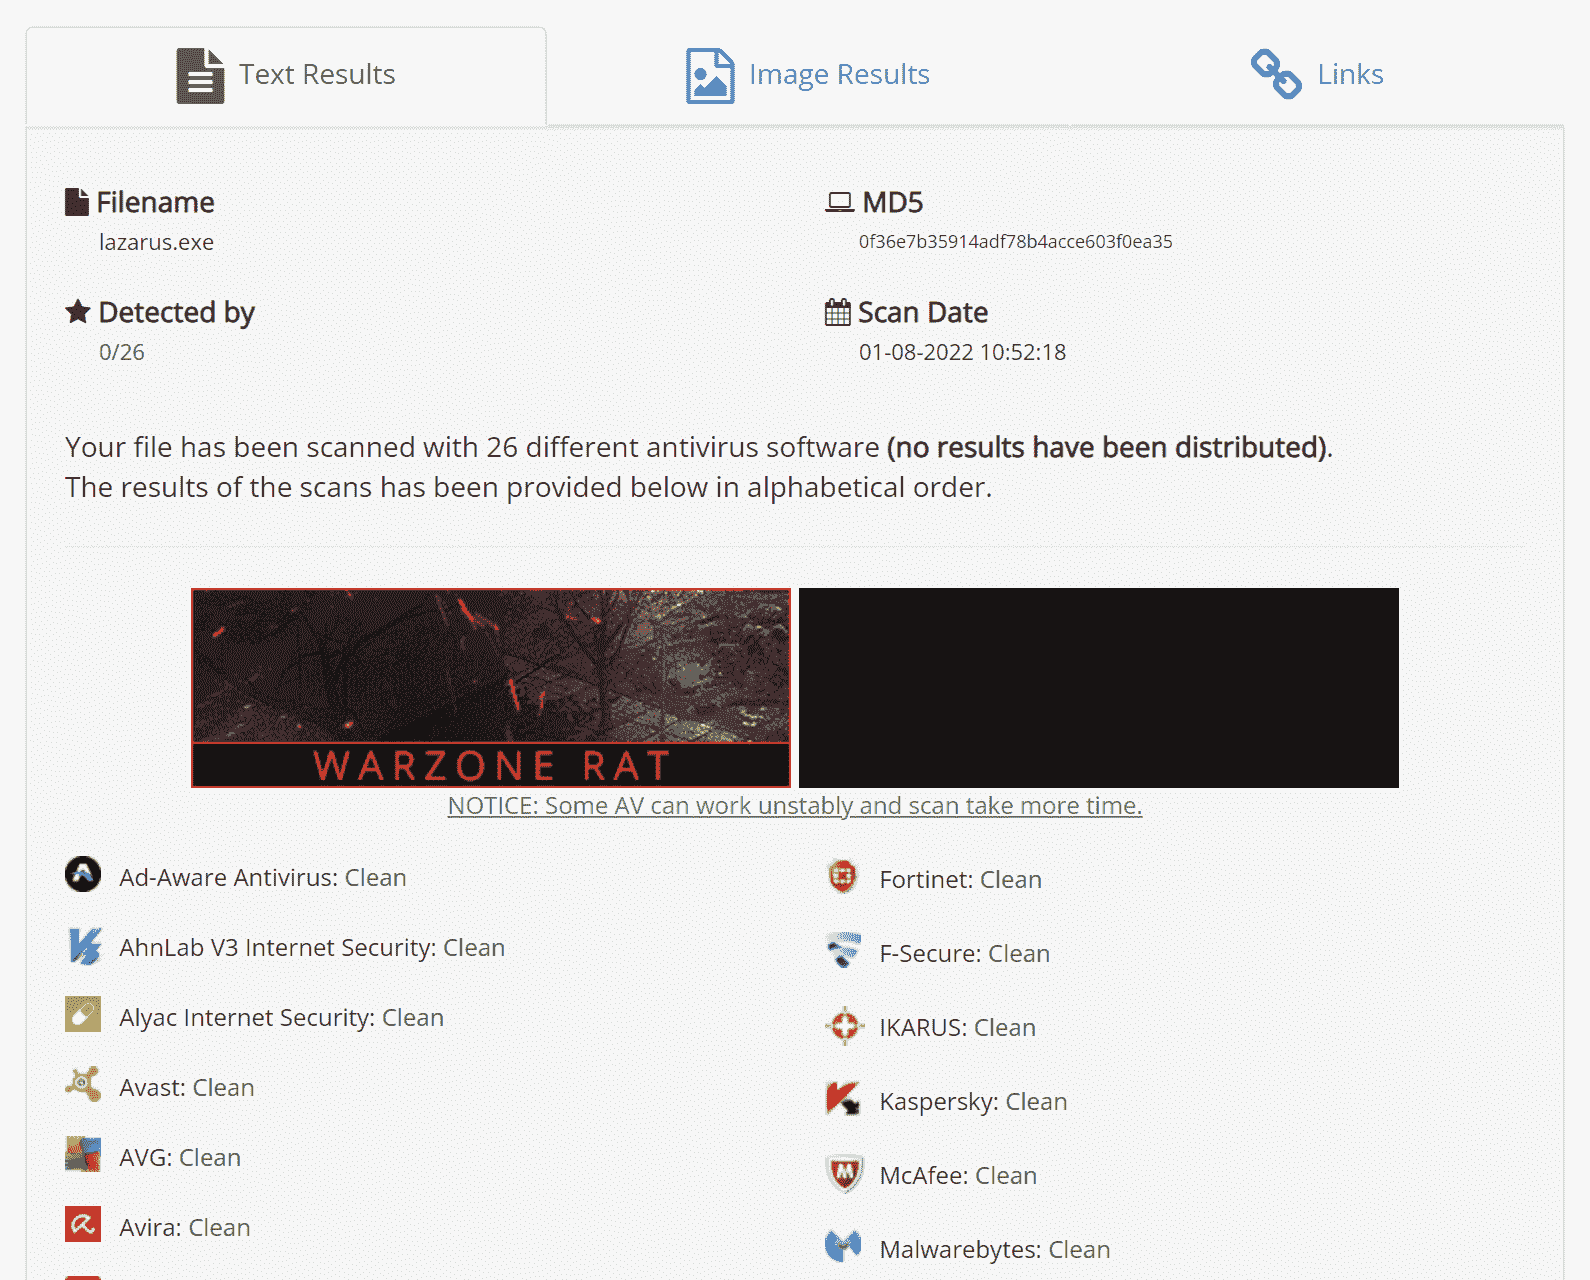 Text Results
Image Results
Links
Filename
lazarus.exe
MD5
0f36e7b35914adf78b4acce603f0ea35
Detected by
0/26
Scan Date
01-08-2022 10:52:18
Your file has been scanned with 26 different antivirus software (no results have been distributed).
The results of the scans has been provided below in alphabetical order.
WARZONE RAT
NOTICE: Some AV can work unstably and scan take more time.
Ad-Aware Antivirus: Clean
AhnLab V3 Internet Security: Clean
Alyac Internet Security: Clean
Avast: Clean
AVG: Clean
Avira: Clean
Fortinet: Clean
F-Secure: Clean
IKARUS: Clean
Kaspersky: Clean
McAfee: Clean
Malwarebytes: Clean